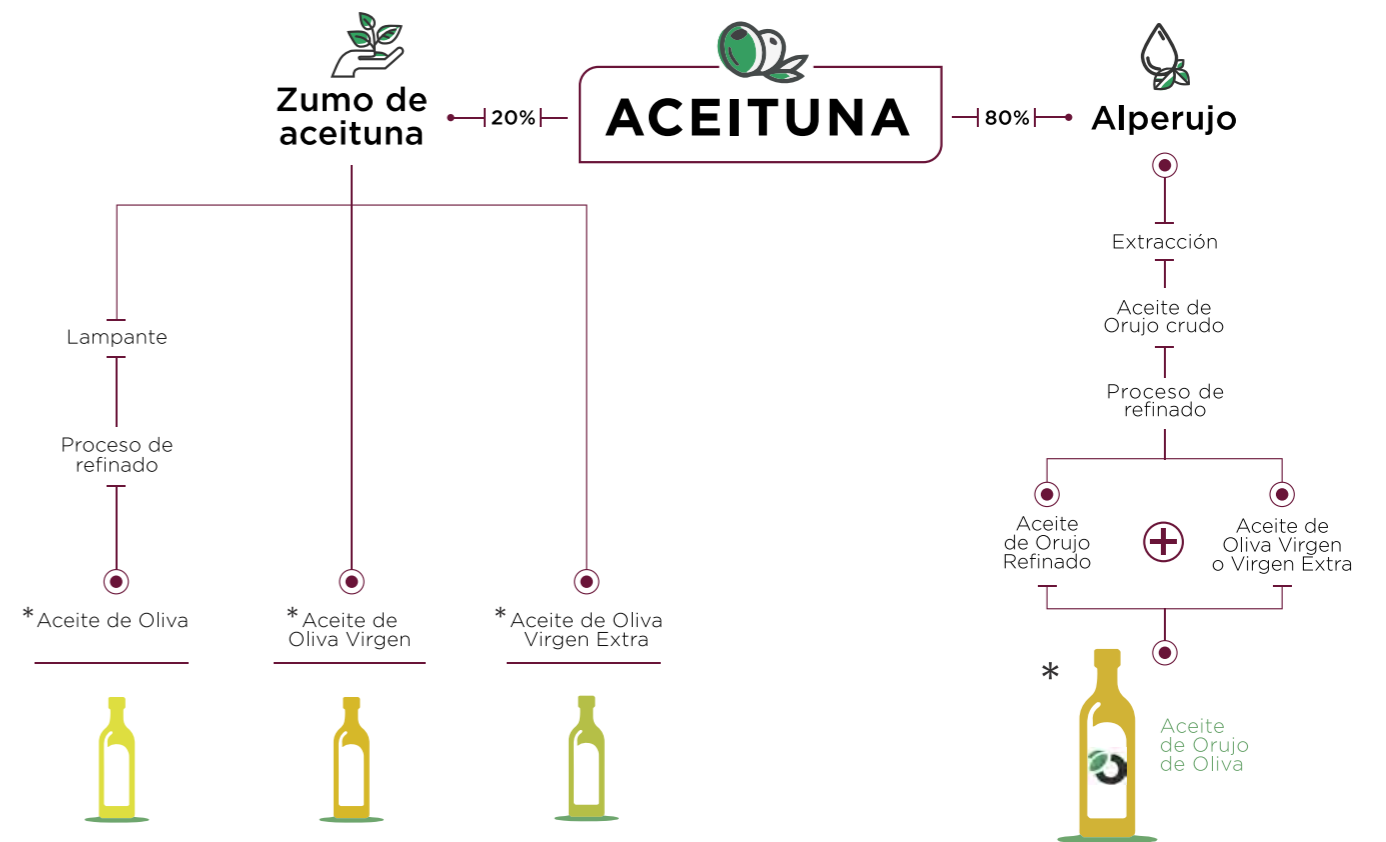 Zumo de
aceituna
20%
ACEITUNA
80%
Alperujo
Lampante
Proceso de
refinado
*Aceite de Oliva
*Aceite de
Oliva Virgen
*Aceite de Oliva
Virgen Extra
Extracción
Aceite de
Orujo crudo
Proceso de
refinado
Aceite
de Orujo
Refinado
Aceite de
Oliva Virgen
o Virgen Extra
*
Aceite
de Orujo
de Oliva